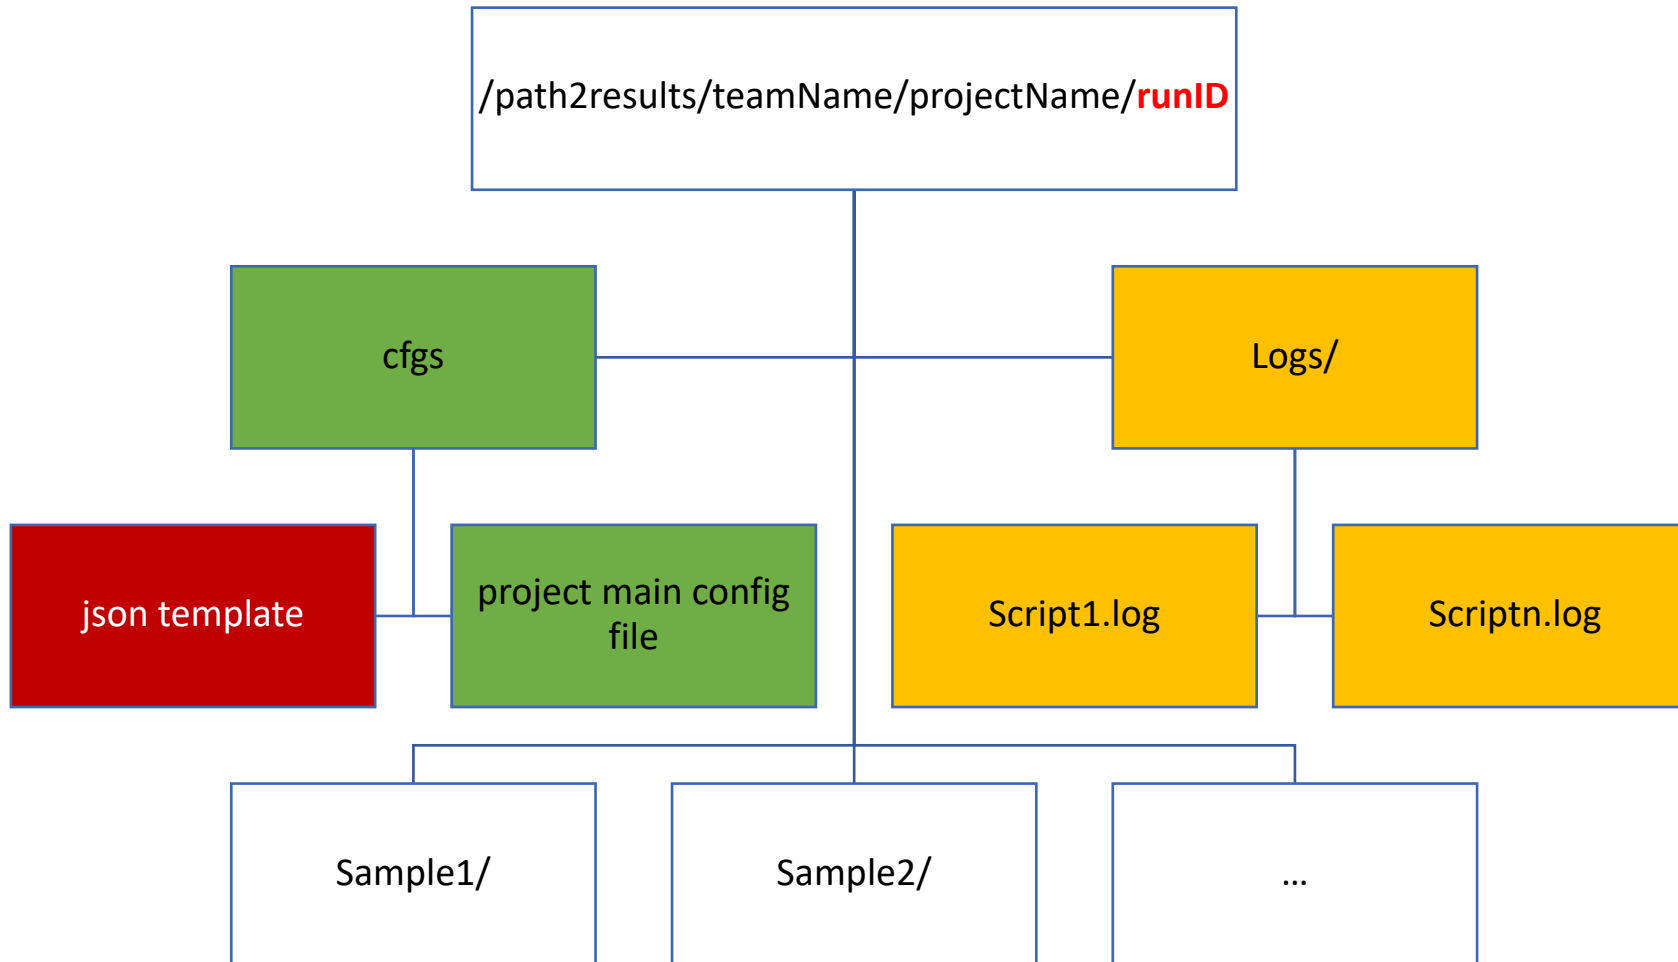 /path2results/teamName/projectName/runID
cfgs
Logs/
json template
project main config
file
Script1.log
Scriptn.log
Sample1/
Sample2/
...